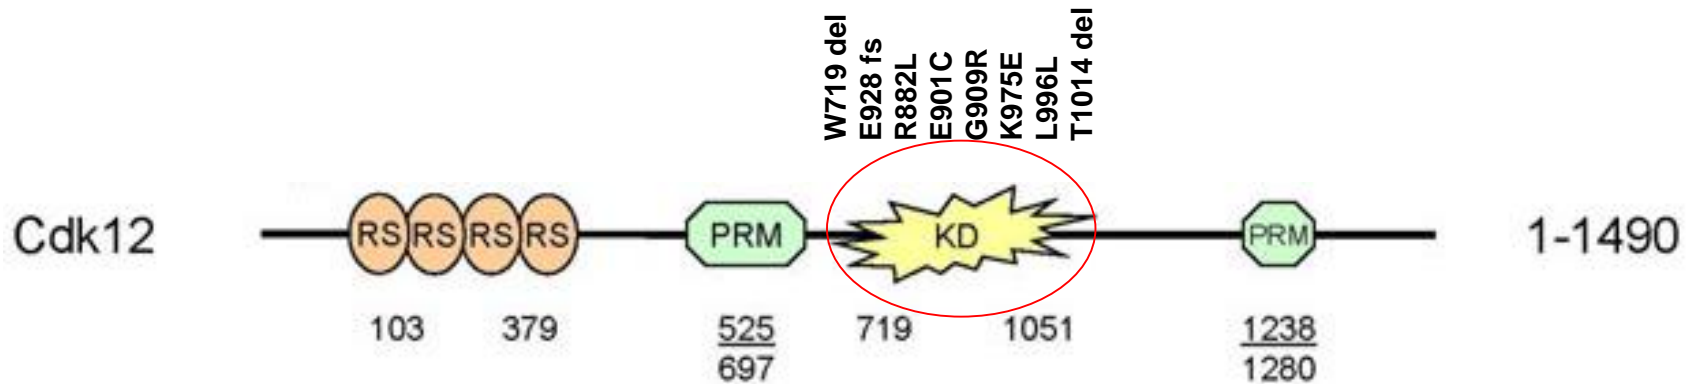 W719 del
E928 fs
R882L
E901C
G909R
K975E
L996L
T1014 del
Cdk12
RS RS RS RS
PRM
KD
PRM
1-1490
103 379 525 719 1051 1238
697 1280